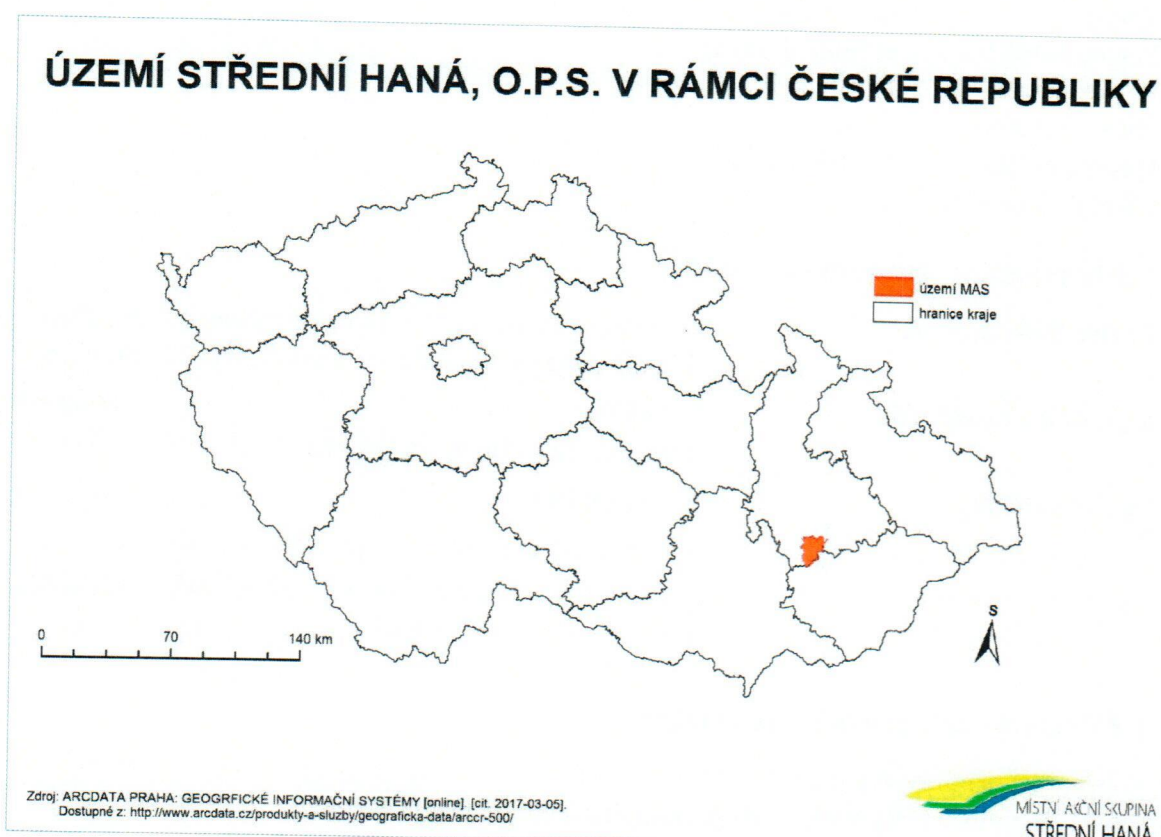 ÚZEMÍ STŘEDNÍ HANÁ, O.P.S. V RÁMCI ČESKÉ REPUBLIKY
území MAS
hranice kraje
S
0 70 140 km
Zdroj: ARCDATA PRAHA: GEOGRFICKÉ INFORMAČNÍ SYSTÉMY [online]. [cit. 2017-03-05].
Dostupné z: http://www.arcdata.cz/produkty-a-sluzby/geograficka-data/arccr-500/
MÍSTNÍ AKČNÍ SKUPINA
STŘEDNÍ HANÁ